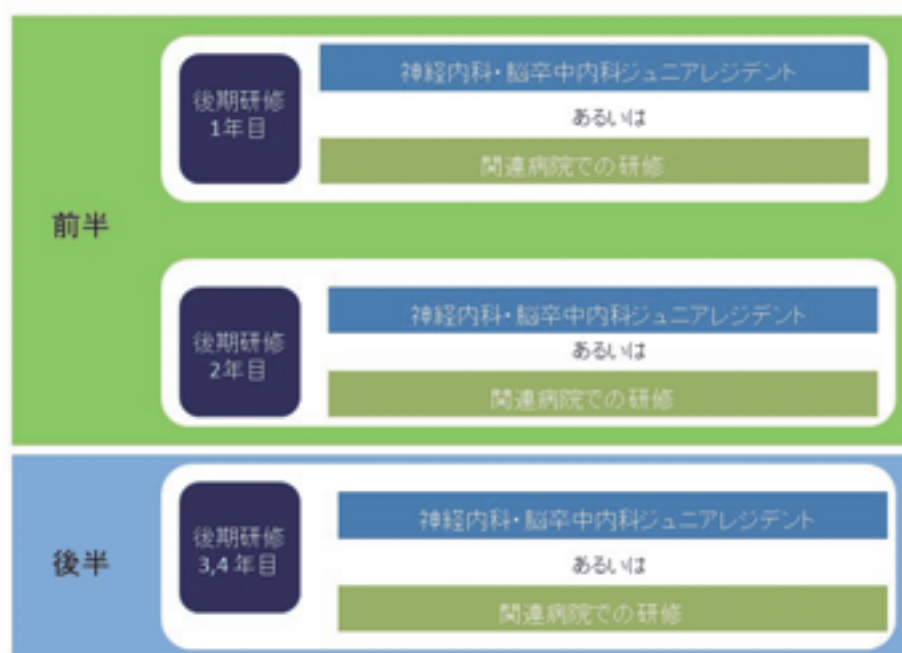 前半
後期研修
1年目
神経内科・脳卒中内科ジュニアレジデント
あるいは
関連病院での研修
後期研修
2年目
神経内科・脳卒中内科ジュニアレジデント
あるいは
関連病院での研修
後半
後期研修
3,4年目
神経内科・脳卒中内科ジュニアレジデント
あるいは
関連病院での研修